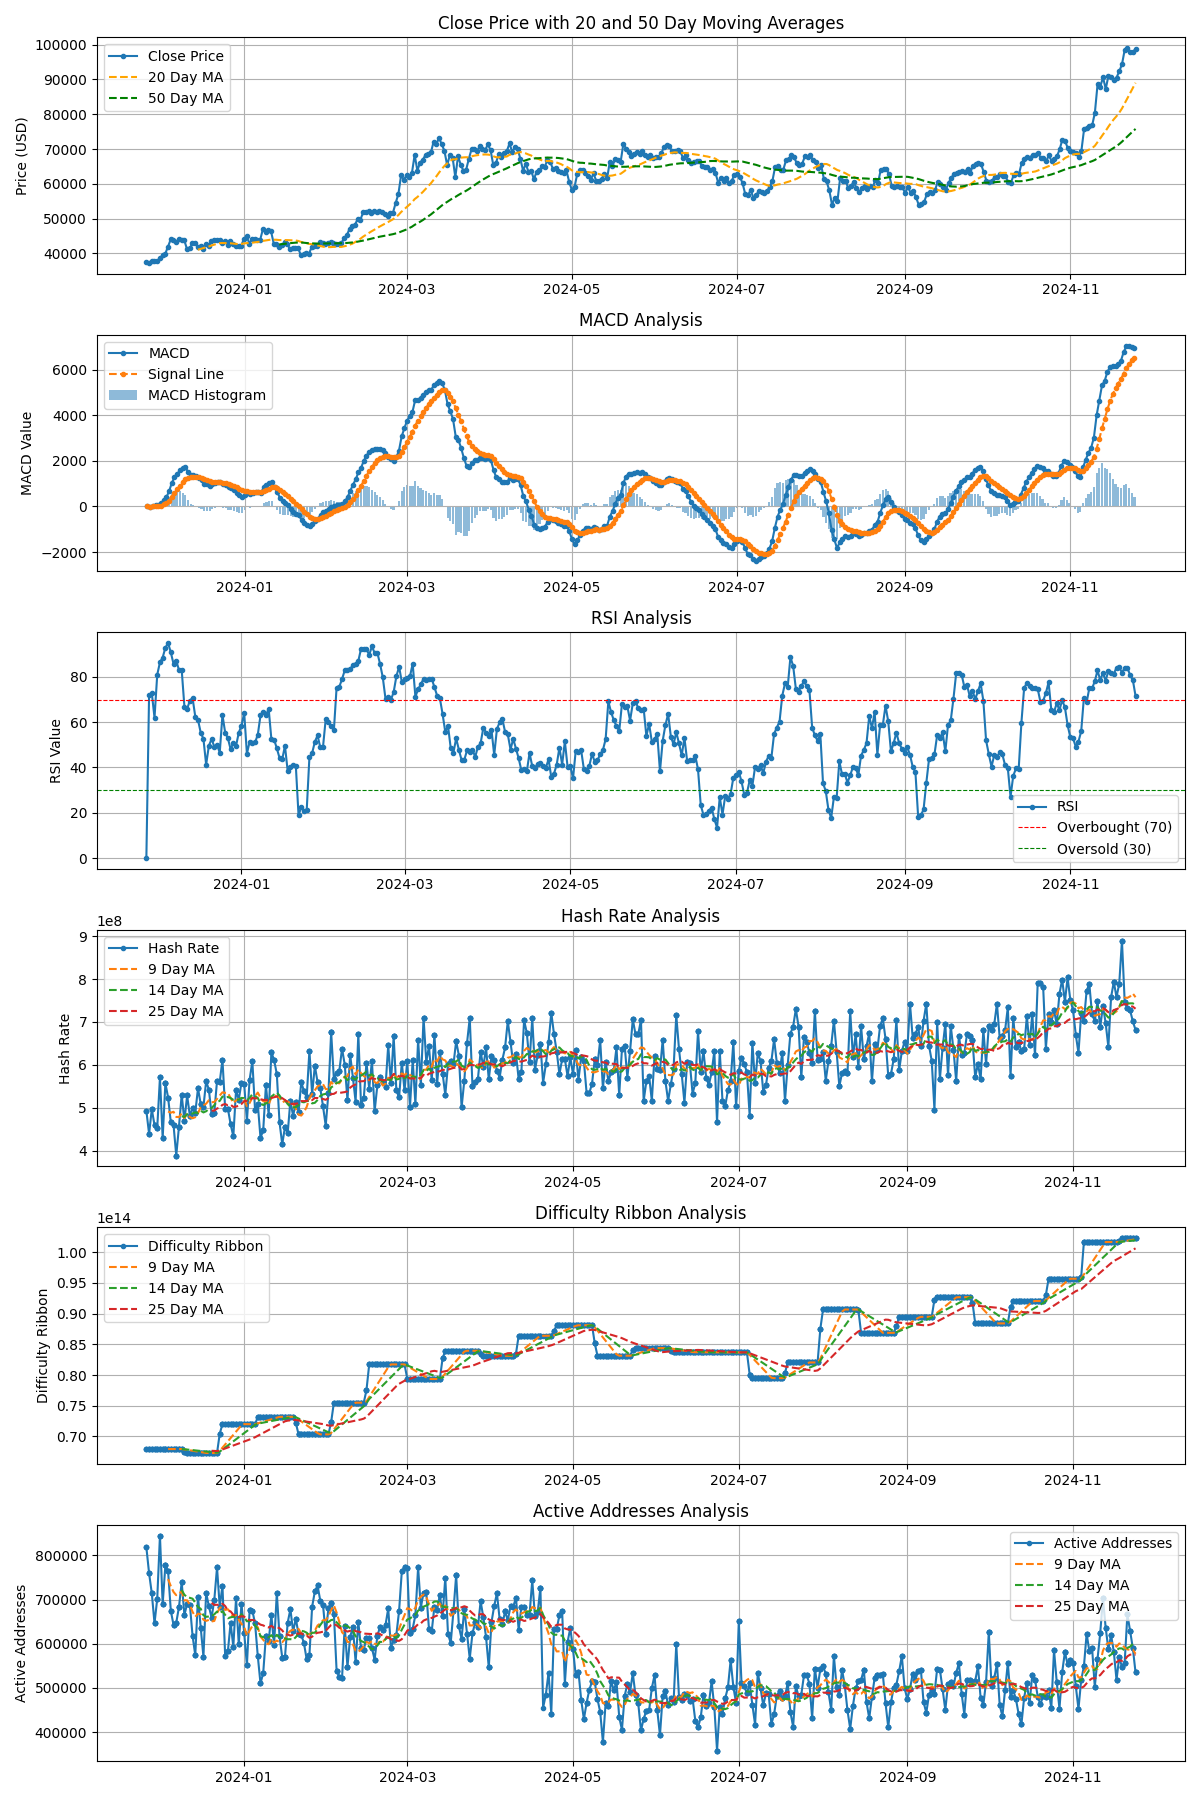 Close Price with 20 and 50 Day Moving Averages
Price (USD)
100000
90000
80000
70000
60000
50000
40000
Close Price
20 Day MA
50 Day MA
2024-01 2024-03 2024-05 2024-07 2024-09 2024-11
MACD Analysis
MACD Value
6000
4000
2000
0
−2000
MACD
Signal Line
MACD Histogram
2024-01 2024-03 2024-05 2024-07 2024-09 2024-11
RSI Analysis
RSI Value
80
60
40
20
0
RSI
Overbought (70)
Oversold (30)
2024-01 2024-03 2024-05 2024-07 2024-09 2024-11
Hash Rate Analysis
1e8
Hash Rate
9
8
7
6
5
4
Hash Rate
9 Day MA
14 Day MA
25 Day MA
2024-01 2024-03 2024-05 2024-07 2024-09 2024-11
Difficulty Ribbon Analysis
1e14
Difficulty Ribbon
1.00
0.95
0.90
0.85
0.80
0.75
0.70
Difficulty Ribbon
9 Day MA
14 Day MA
25 Day MA
2024-01 2024-03 2024-05 2024-07 2024-09 2024-11
Active Addresses Analysis
Active Addresses
800000
700000
600000
500000
400000
Active Addresses
9 Day MA
14 Day MA
25 Day MA
2024-01 2024-03 2024-05 2024-07 2024-09 2024-11